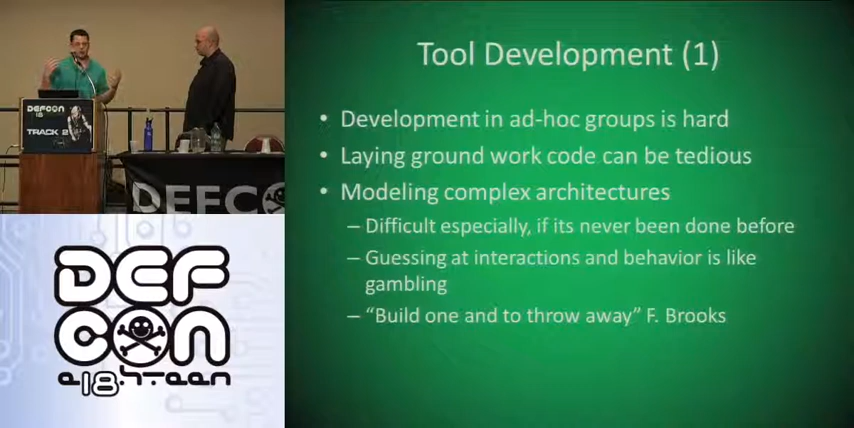 DEFCON
18
TRACK 2
DEFCO
DEF
CON
e18hteen
Tool Development (1)
• Development in ad-hoc groups is hard
• Laying ground work code can be tedious
• Modeling complex architectures
– Difficult especially, if its never been done before
– Guessing at interactions and behavior is like
gambling
– “Build one and to throw away” F. Brooks